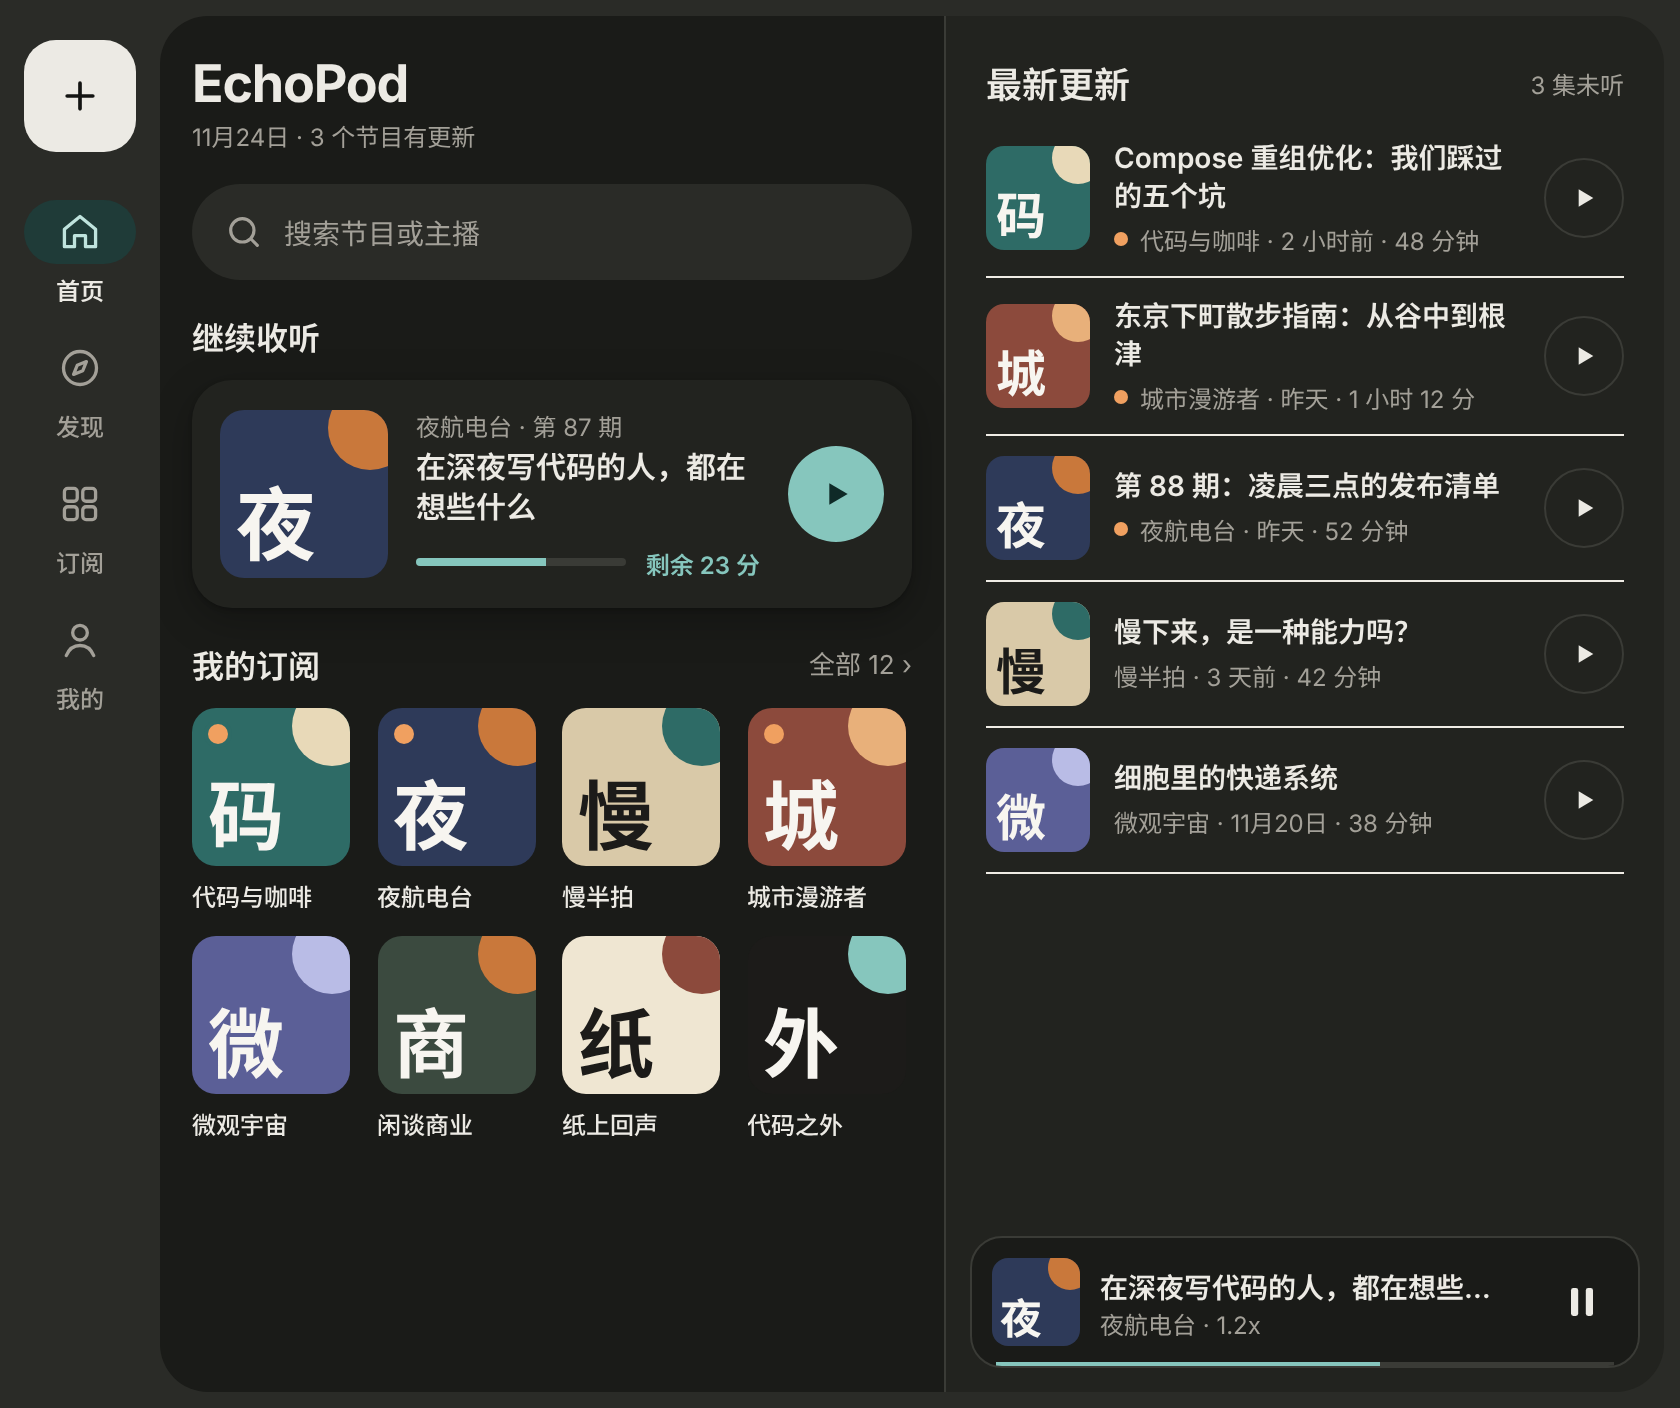 首页
发现
订阅
我的
EchoPod
11月24日 · 3 个节目有更新
搜索节目或主播
继续收听
夜
夜航电台 · 第 87 期
在深夜写代码的人，都在
想些什么
剩余 23 分
我的订阅
全部 12 ›
码
夜
慢
城
代码与咖啡
夜航电台
慢半拍
城市漫游者
微
商
纸
外
微观宇宙
闲谈商业
纸上回声
代码之外
最新更新
3 集未听
码
Compose 重组优化：我们踩过
的五个坑
代码与咖啡 · 2 小时前 · 48 分钟
城
东京下町散步指南：从谷中到根
津
城市漫游者 · 昨天 · 1 小时 12 分
夜
第 88 期：凌晨三点的发布清单
夜航电台 · 昨天 · 52 分钟
慢
慢下来，是一种能力吗？
慢半拍 · 3 天前 · 42 分钟
微
细胞里的快递系统
微观宇宙 · 11月20日 · 38 分钟
夜
在深夜写代码的人，都在想些...
夜航电台 · 1.2x